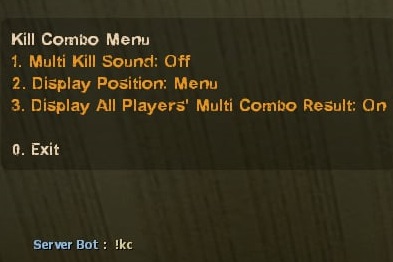 Kill Combo Menu
1. Multi Kill Sound: Off
2. Display Position: Menu
3. Display All Players' Multi Combo Result: On
0. Exit
Server Bot : !kc